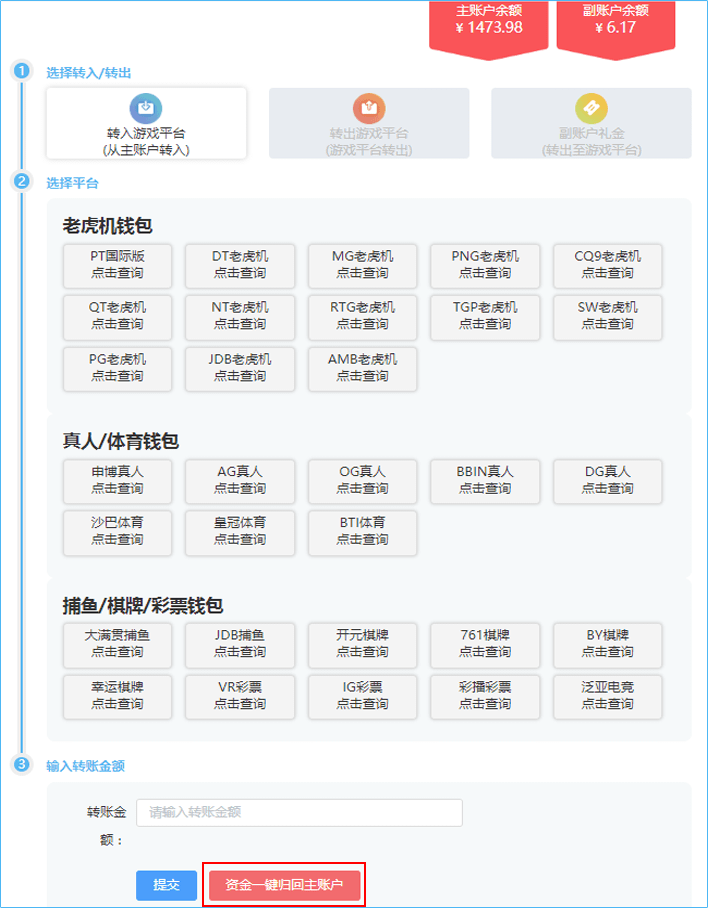 主账户余额 副账户余额
¥ 1473.98 ¥ 6.17
1 选择转入/转出
转入游戏平台 转出游戏平台 副账户礼金
(从主账户转入) (游戏平台转出) (转出至游戏平台)
2 选择平台
老虎机钱包
PT国际版 DT老虎机 MG老虎机 PNG老虎机 CQ9老虎机
点击查询 点击查询 点击查询 点击查询 点击查询
QT老虎机 NT老虎机 RTG老虎机 TGP老虎机 SW老虎机
点击查询 点击查询 点击查询 点击查询 点击查询
PG老虎机 JDB老虎机 AMB老虎机
点击查询 点击查询 点击查询
真人/体育钱包
申博真人 AG真人 OG真人 BBIN真人 DG真人
点击查询 点击查询 点击查询 点击查询 点击查询
沙巴体育 皇冠体育 BTI体育
点击查询 点击查询 点击查询
捕鱼/棋牌/彩票钱包
大满贯捕鱼 JDB捕鱼 开元棋牌 761棋牌 BY棋牌
点击查询 点击查询 点击查询 点击查询 点击查询
幸运棋牌 VR彩票 IG彩票 彩播彩票 泛亚电竞
点击查询 点击查询 点击查询 点击查询 点击查询
3 输入转账金额
转账金 请输入转账金额
额：
提交 资金一键归回主账户